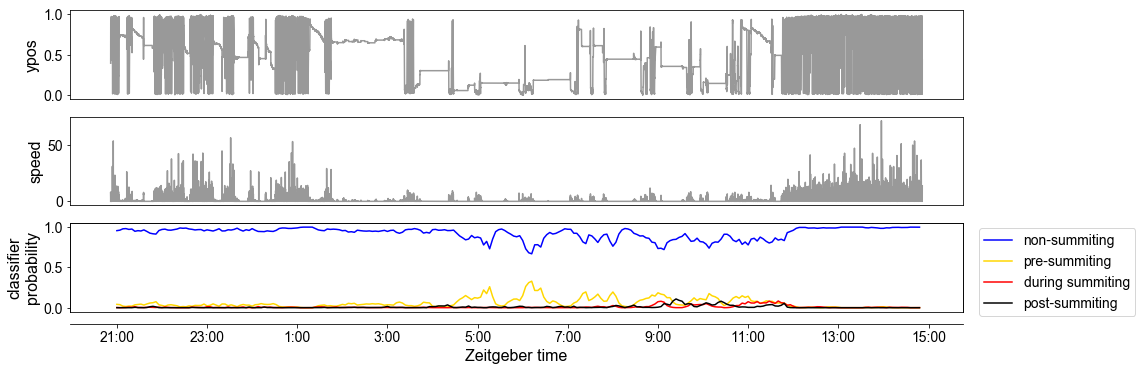 1.0
0.5
0.0
ypos
50
0
speed
1.0
0.0
classifier
probability
non-summiting
pre-summiting
during summiting
post-summiting
21:00 23:00 1:00 3:00 5:00 7:00 9:00 11:00 13:00 15:00
Zeitgeber time